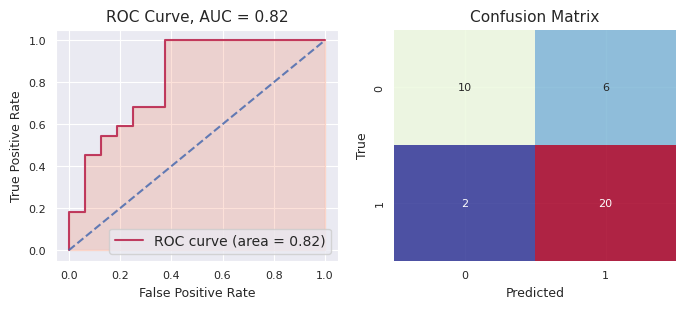 ROC Curve, AUC = 0.82
True Positive Rate
1.0
0.8
0.6
0.4
0.2
0.0
ROC curve (area = 0.82)
0.0 0.2 0.4 0.6 0.8 1.0
False Positive Rate
Confusion Matrix
True
0
10 6
1
2 20
0 1
Predicted